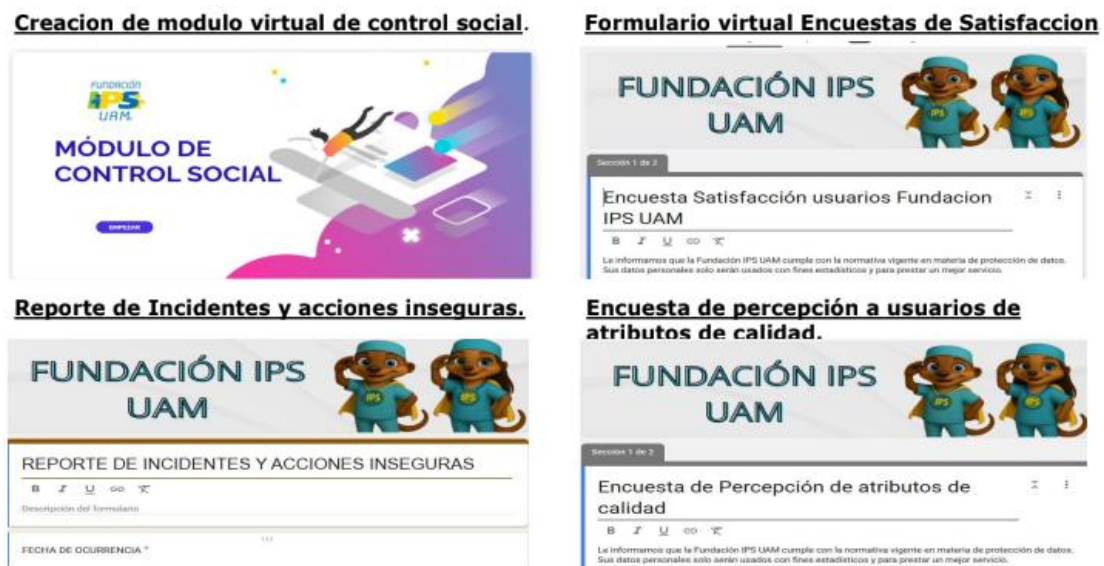 Creacion de modulo virtual de control social.
FUNDACIÓN
IPS
UAM
MÓDULO DE
CONTROL SOCIAL
EMPEZAR
Formulario virtual Encuestas de Satisfaccion
FUNDACIÓN IPS
UAM
IPS
IPS
Sección 1 de 2
Encuesta Satisfacción usuarios Fundacion
IPS UAM
B I U
Le informamos que la Fundación IPS UAM cumple con la normativa vigente en materia de protección de datos.
Sus datos personales solo serán usados con fines estadísticos y para prestar un mejor servicio.
Reporte de Incidentes y acciones inseguras.
FUNDACIÓN IPS
UAM
IPS
IPS
REPORTE DE INCIDENTES Y ACCIONES INSEGURAS
B I U
Descripción del formulario
FECHA DE OCURRENCIA *
Encuesta de percepción a usuarios de
atributos de calidad.
FUNDACIÓN IPS
UAM
IPS
IPS
Sección 1 de 2
Encuesta de Percepción de atributos de
calidad
B I U
Le informamos que la Fundación IPS UAM cumple con la normativa vigente en materia de protección de datos.
Sus datos personales solo serán usados con fines estadísticos y para prestar un mejor servicio.